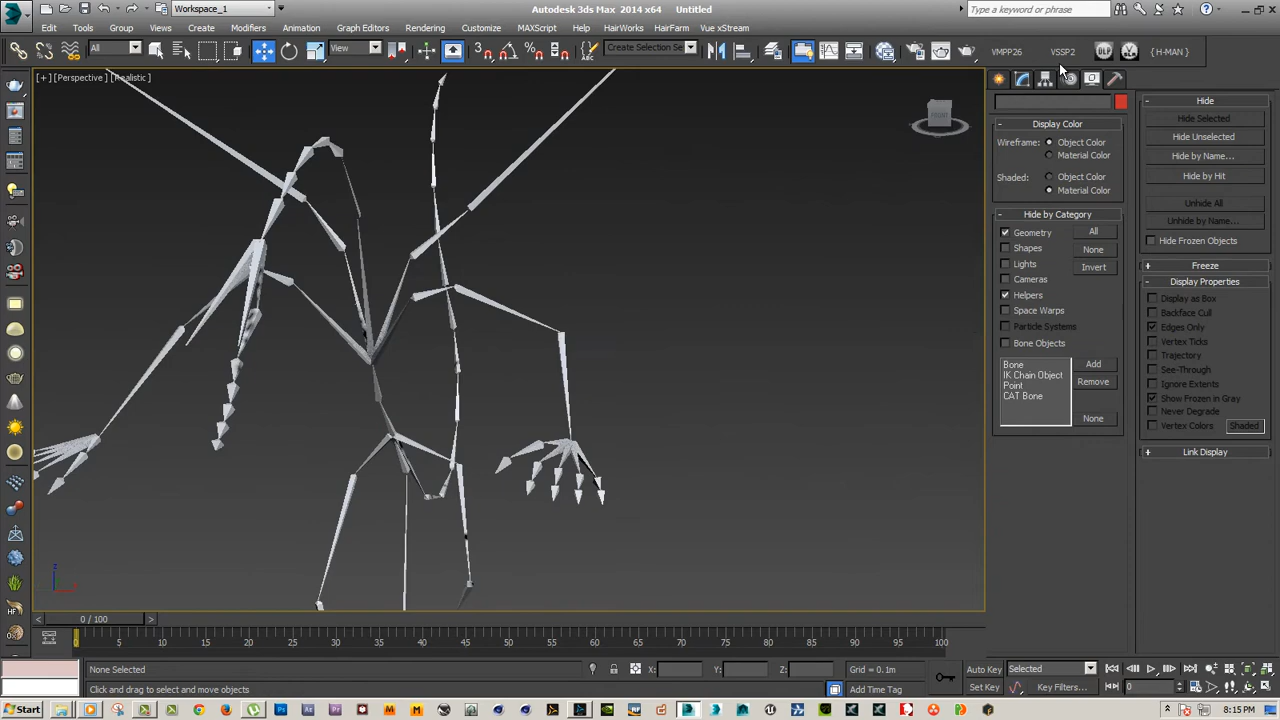 Workspace_1
Autodesk 3ds Max 2014 x64 Untitled
Type a keyword or phrase
Edit Tools Group Views Create Modifiers Animation Graph Editors Rendering Customize MAXScript Help HairWorks HairFarm Vue xStream
All
View
Create Selection Se
VMPP26 VSSP2 {H-MAN }
[+] [Perspective] [Realistic]
FRONT
Display Color
Wireframe: Object Color
Material Color
Shaded: Object Color
Material Color
Hide by Category
Geometry All
Shapes None
Lights Invert
Cameras
Helpers
Space Warps
Particle Systems
Bone Objects
Bone Add
IK Chain Object Remove
Point
CAT Bone
None
Hide
Hide Selected
Hide Unselected
Hide by Name...
Hide by Hit
Unhide All
Unhide by Name...
Hide Frozen Objects
Freeze
Display Properties
Display as Box
Backface Cull
Edges Only
Vertex Ticks
Trajectory
See-Through
Ignore Extents
Show Frozen in Gray
Never Degrade
Vertex Colors Shaded
Link Display
z
0 / 100
0 5 10 15 20 25 30 35 40 45 50 55 60 65 70 75 80 85 90 95 100
None Selected X: Y: Z: Grid = 0.1m Auto Key Selected
Click and drag to select and move objects Add Time Tag Set Key Key Filters... 0
Start 8:15 PM